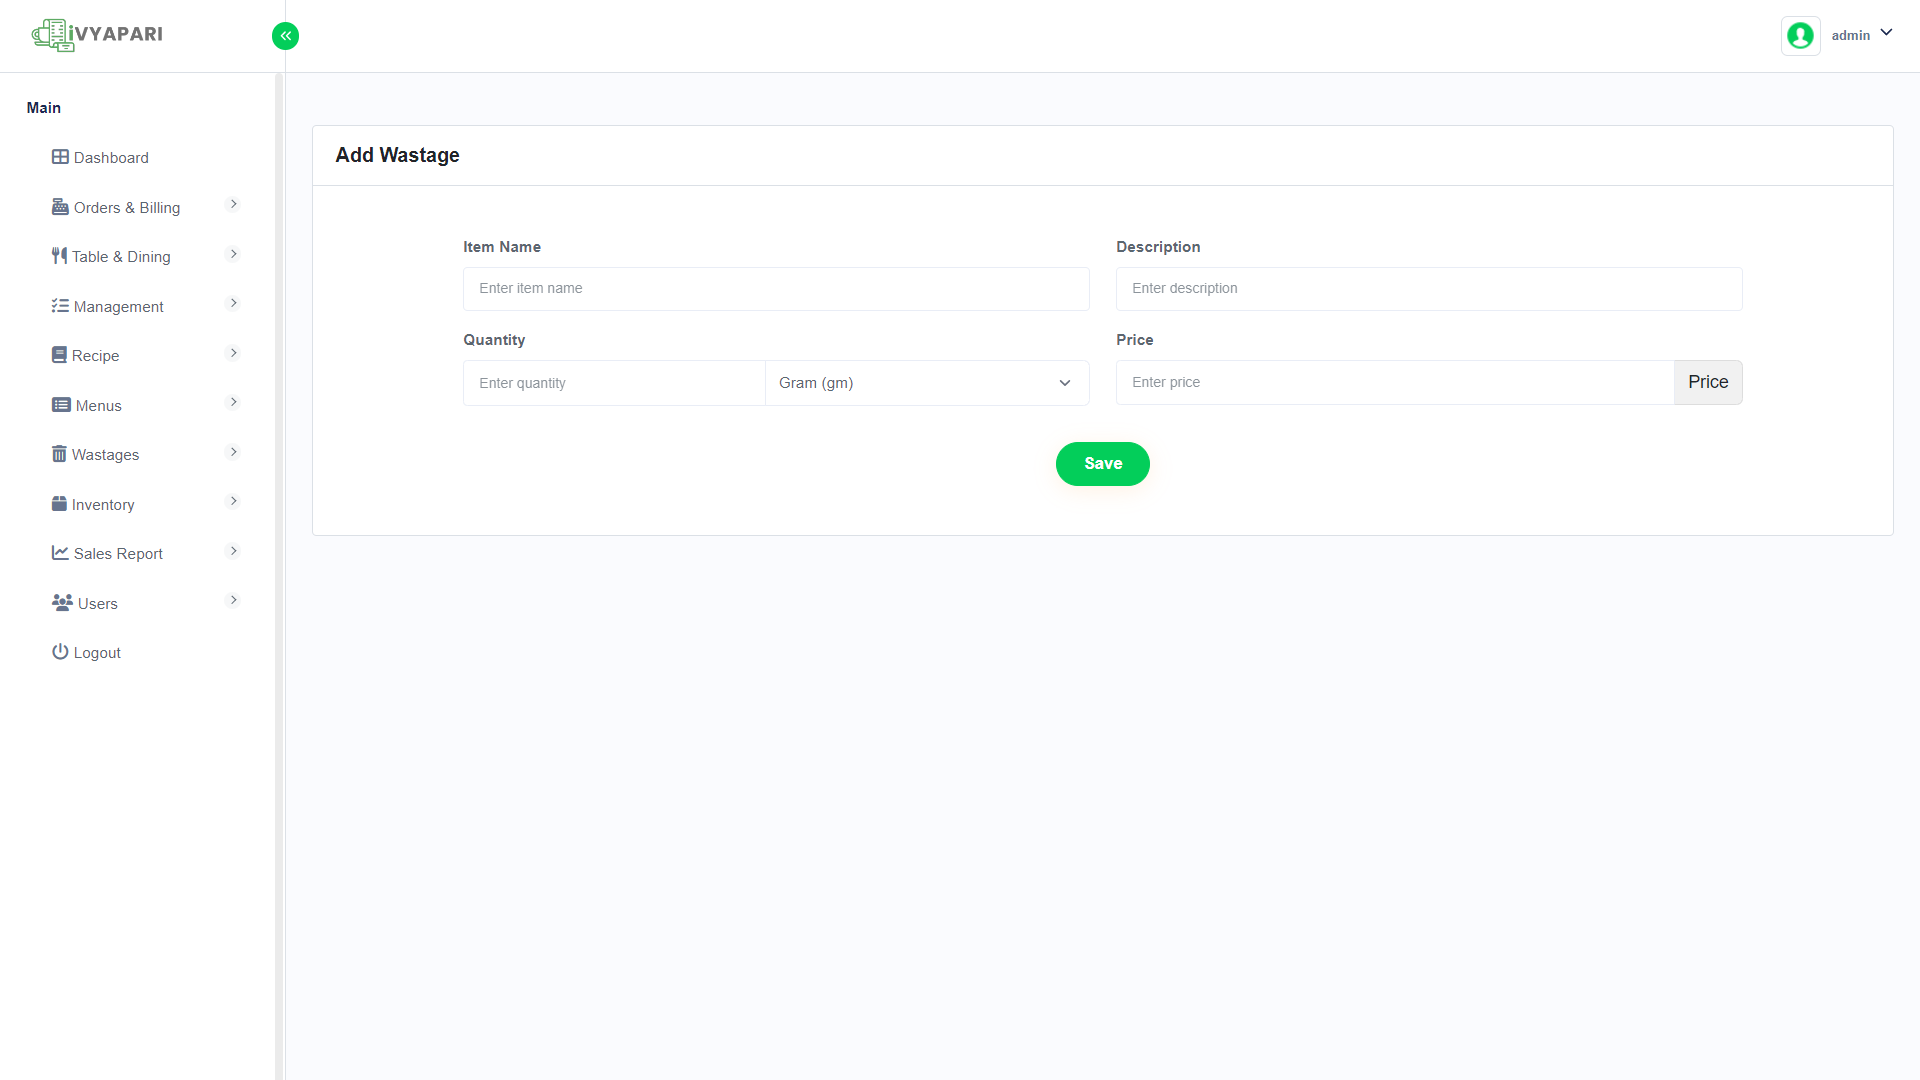 iVYAPARI
admin
Main
Dashboard
Orders & Billing
Table & Dining
Management
Recipe
Menus
Wastages
Inventory
Sales Report
Users
Logout
Add Wastage
Item Name
Enter item name
Description
Enter description
Quantity
Enter quantity
Gram (gm)
Price
Enter price
Price
Save